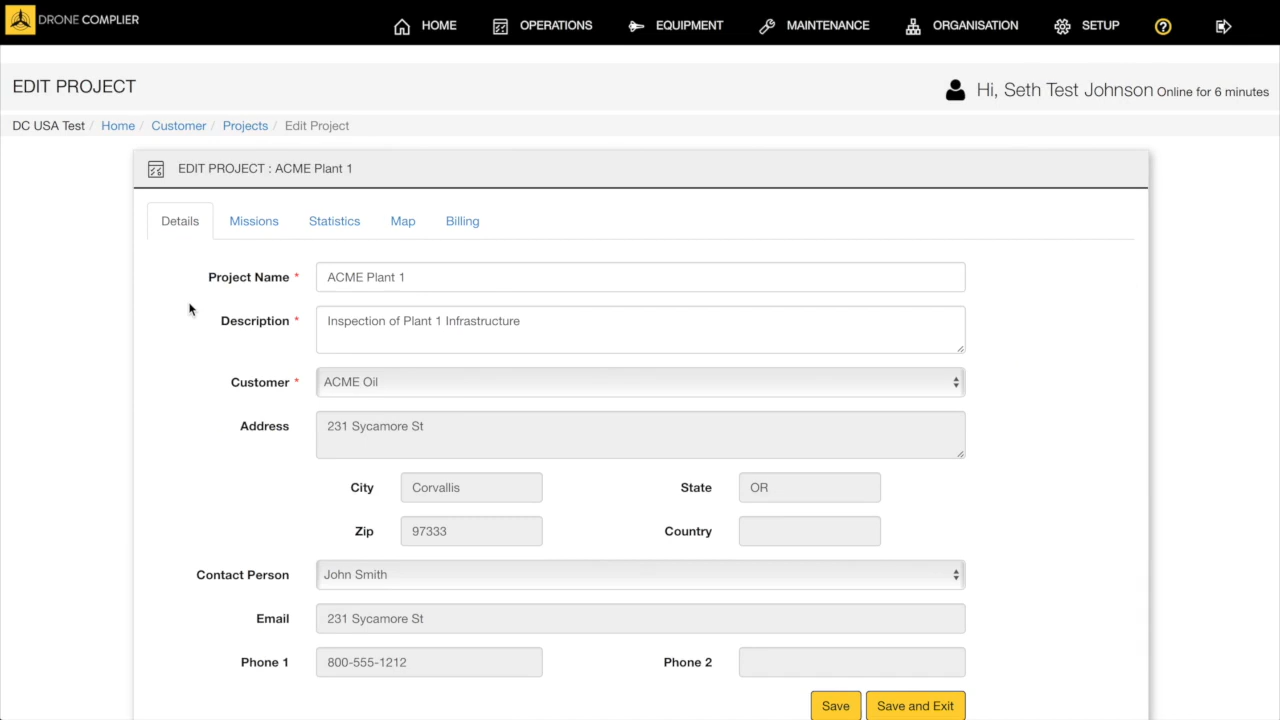 DRONE COMPLIER HOME OPERATIONS EQUIPMENT MAINTENANCE ORGANISATION SETUP ?
EDIT PROJECT Hi, Seth Test Johnson Online for 6 minutes
DC USA Test / Home / Customer / Projects / Edit Project
EDIT PROJECT : ACME Plant 1
Details Missions Statistics Map Billing
Project Name * ACME Plant 1
Description * Inspection of Plant 1 Infrastructure
Customer * ACME Oil
Address 231 Sycamore St
City Corvallis State OR
Zip 97333 Country
Contact Person John Smith
Email 231 Sycamore St
Phone 1 800-555-1212 Phone 2
Save Save and Exit